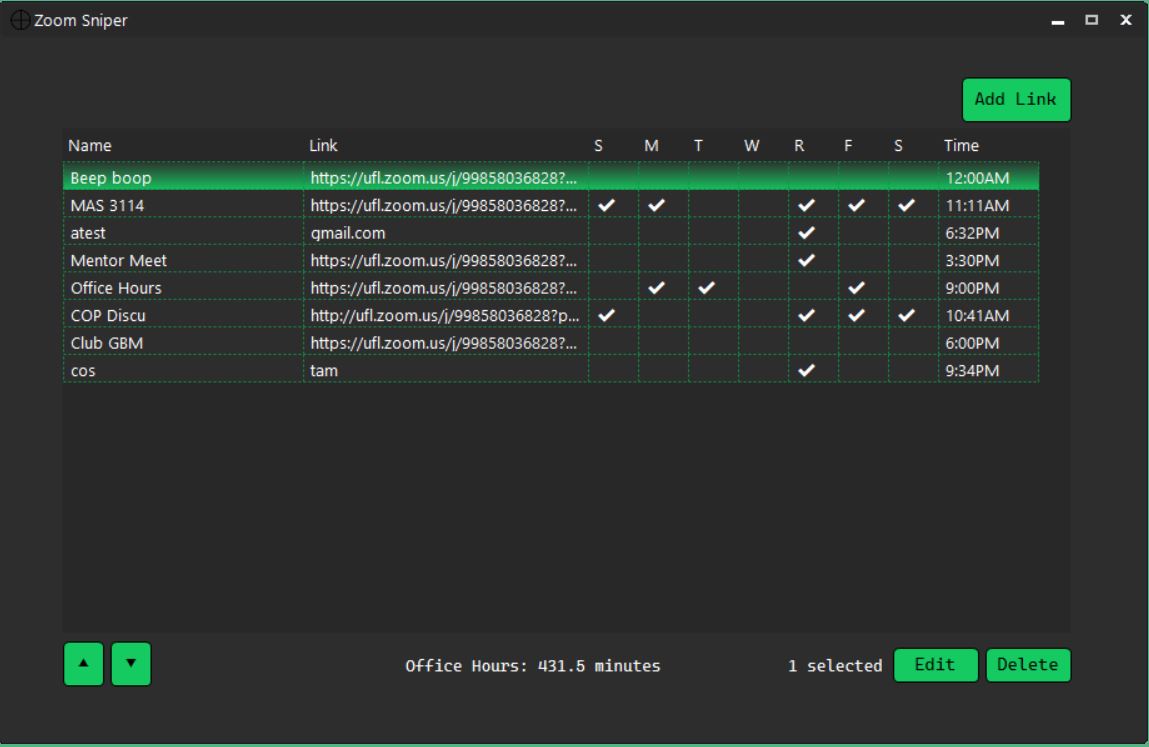 Zoom Sniper
Add Link
Name Link S M T W R F S Time
Beep boop https://ufl.zoom.us/j/99858036828?... 12:00AM
MAS 3114 https://ufl.zoom.us/j/99858036828?... ✔ ✔ ✔ ✔ ✔ 11:11AM
atest gmail.com ✔ 6:32PM
Mentor Meet https://ufl.zoom.us/j/99858036828?... ✔ 3:30PM
Office Hours https://ufl.zoom.us/j/99858036828?... ✔ ✔ ✔ 9:00PM
COP Discu http://ufl.zoom.us/j/99858036828?p... ✔ ✔ ✔ ✔ 10:41AM
Club GBM https://ufl.zoom.us/j/99858036828?... 6:00PM
cos tam ✔ 9:34PM
▲ ▼ Office Hours: 431.5 minutes 1 selected Edit Delete